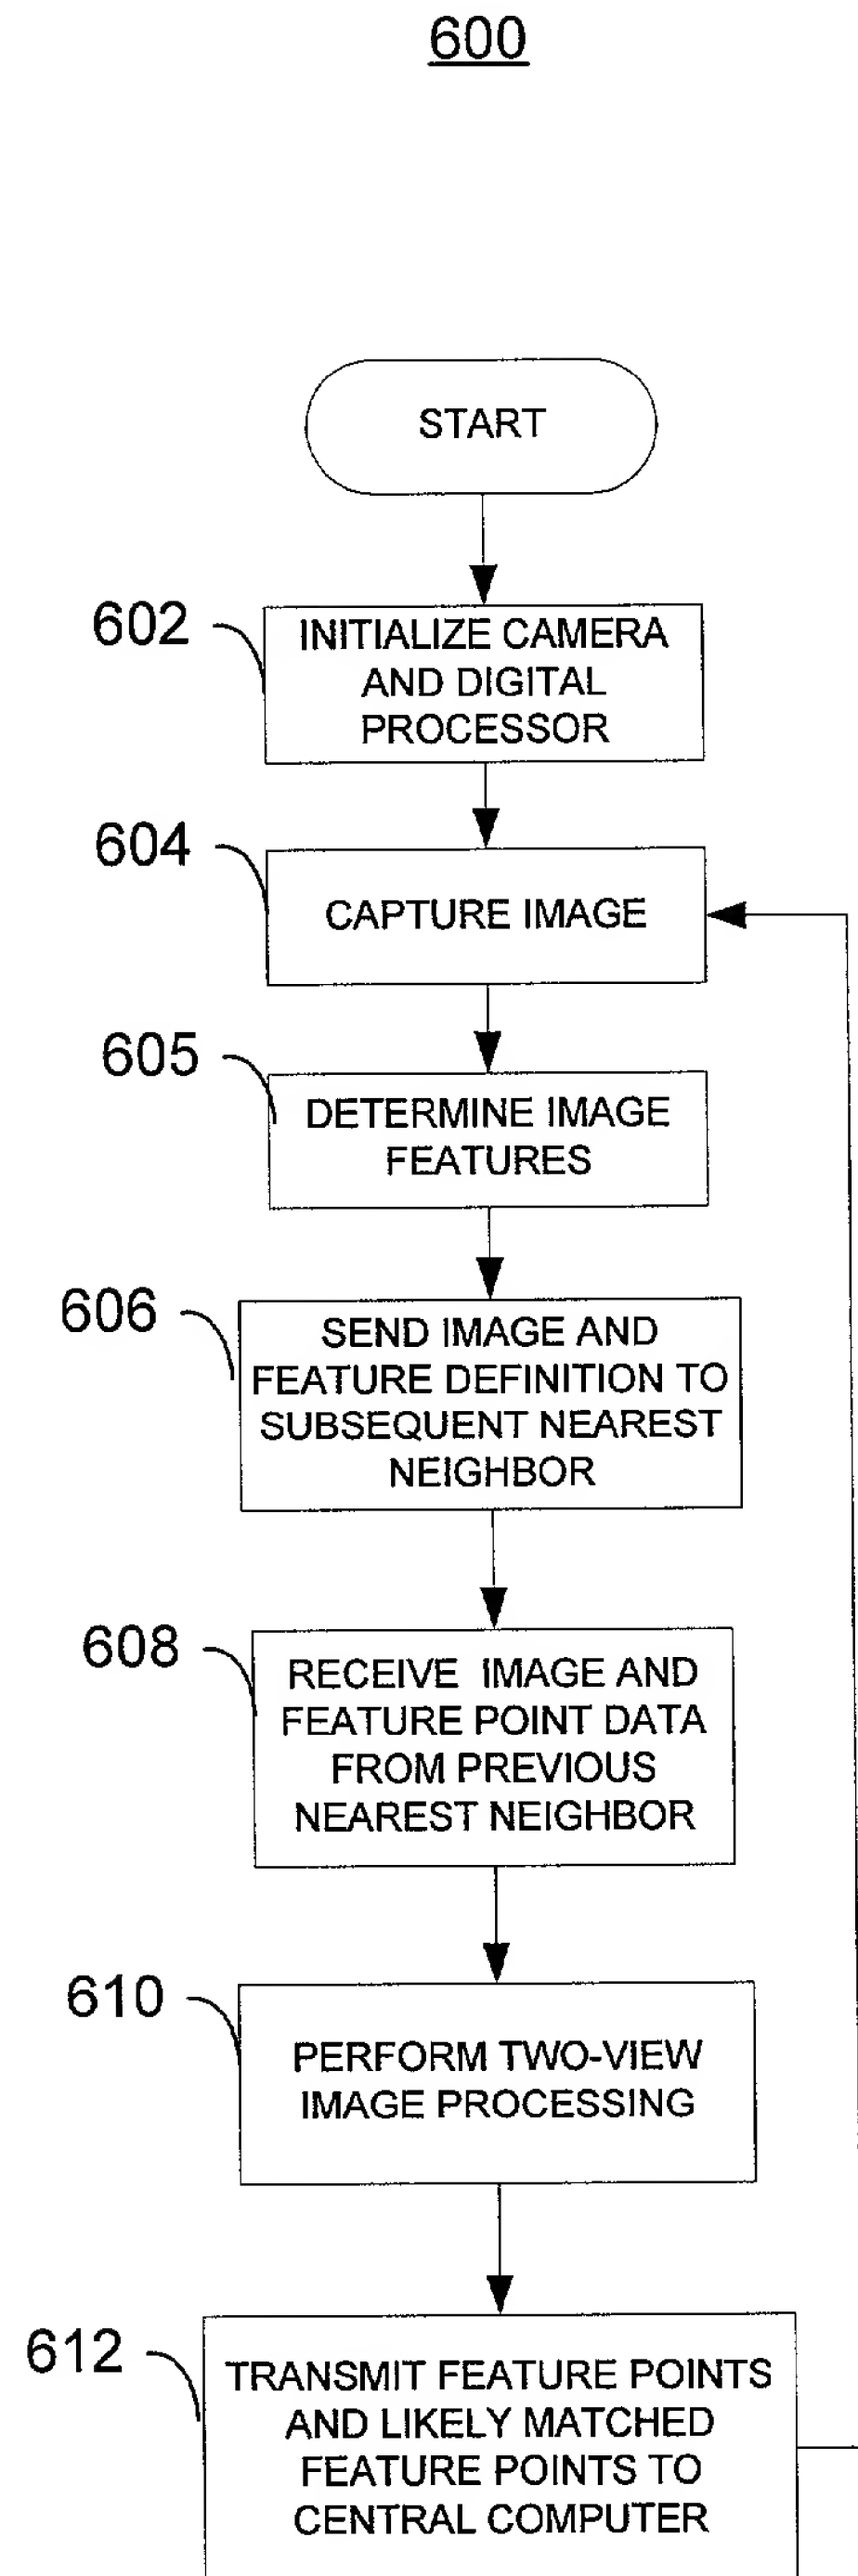 600
START
602
INITIALIZE CAMERA
AND DIGITAL
PROCESSOR
604
CAPTURE IMAGE
605
DETERMINE IMAGE
FEATURES
606
SEND IMAGE AND
FEATURE DEFINITION TO
SUBSEQUENT NEAREST
NEIGHBOR
608
RECEIVE IMAGE AND
FEATURE POINT DATA
FROM PREVIOUS
NEAREST NEIGHBOR
610
PERFORM TWO-VIEW
IMAGE PROCESSING
612
TRANSMIT FEATURE POINTS
AND LIKELY MATCHED
FEATURE POINTS TO
CENTRAL COMPUTER